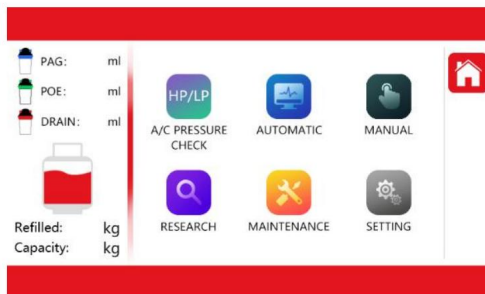 PAG: ml
POE: ml
DRAIN: ml
Refilled: kg
Capacity: kg
HP/LP
A/C PRESSURE
CHECK
AUTOMATIC
MANUAL
RESEARCH
MAINTENANCE
SETTING